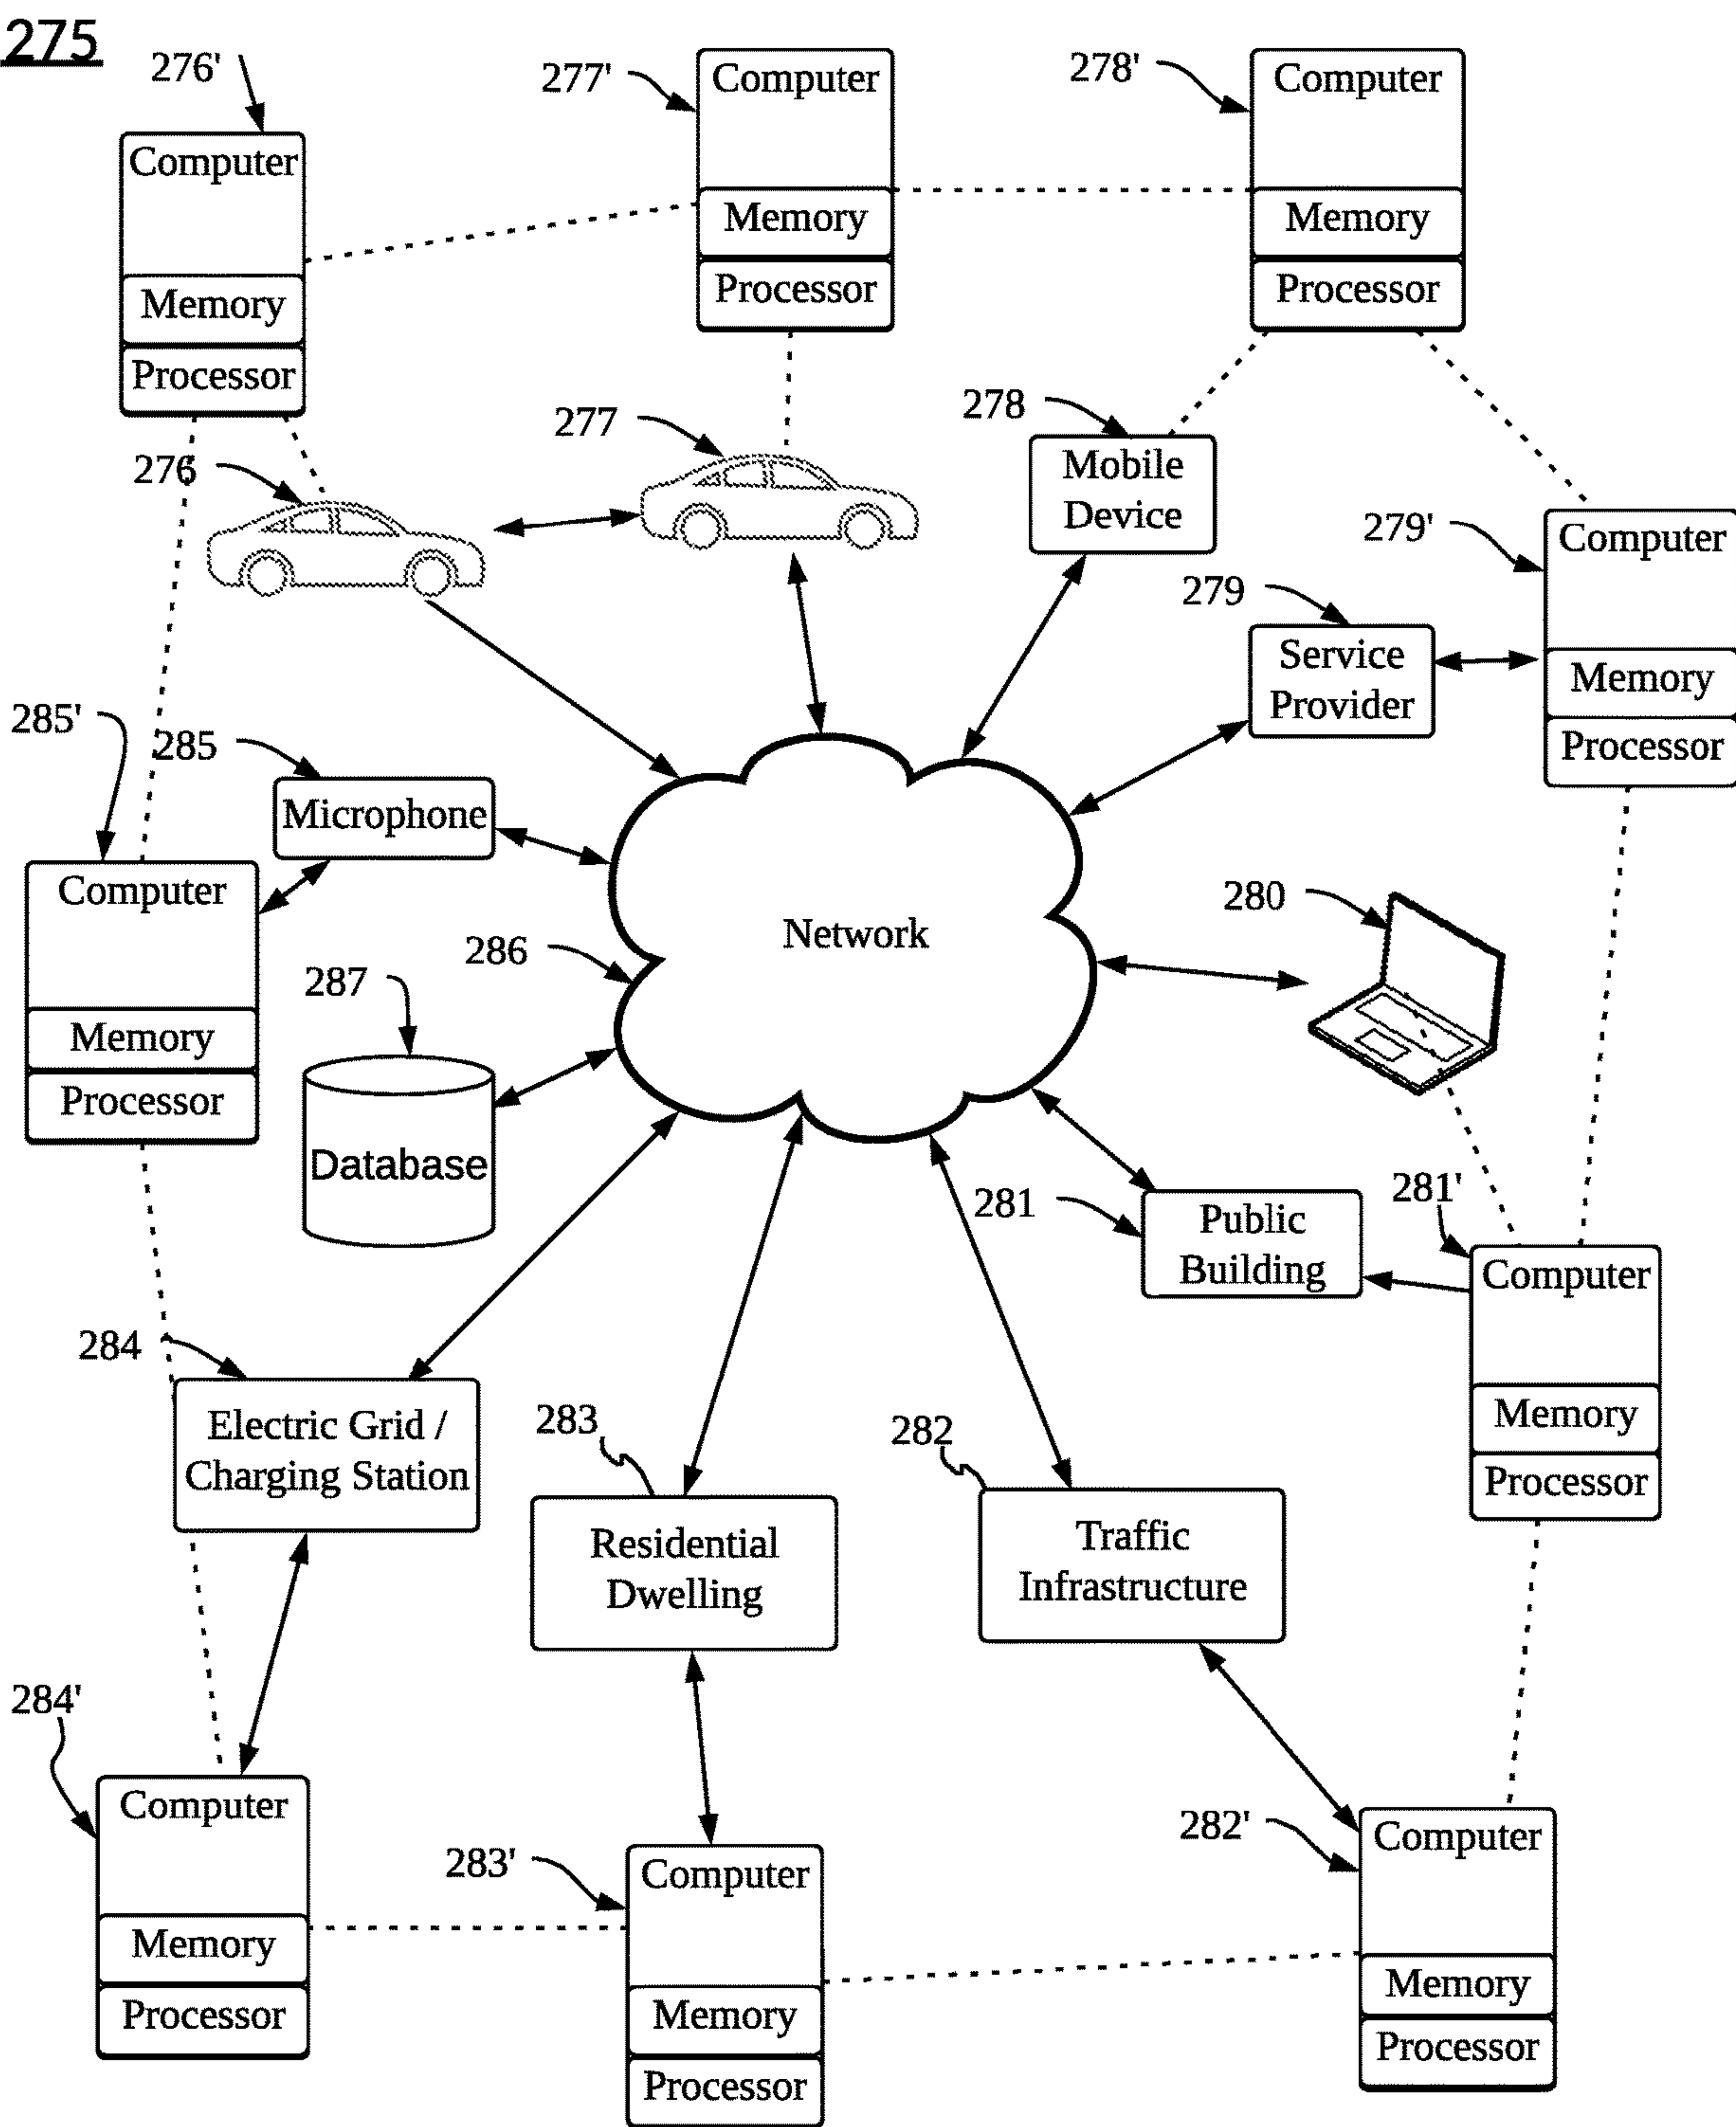 275
276'
277'
278'
Computer
Memory
Processor
Computer
Memory
Processor
Computer
Memory
Processor
276
277
278
Mobile
Device
279'
Computer
Memory
Processor
279
Service
Provider
285'
285
Microphone
Computer
Memory
Processor
286
Network
280
287
Database
281
Public
Building
281'
Computer
Memory
Processor
284
Electric Grid /
Charging Station
283
Residential
Dwelling
282
Traffic
Infrastructure
284'
Computer
Memory
Processor
283'
Computer
Memory
Processor
282'
Computer
Memory
Processor